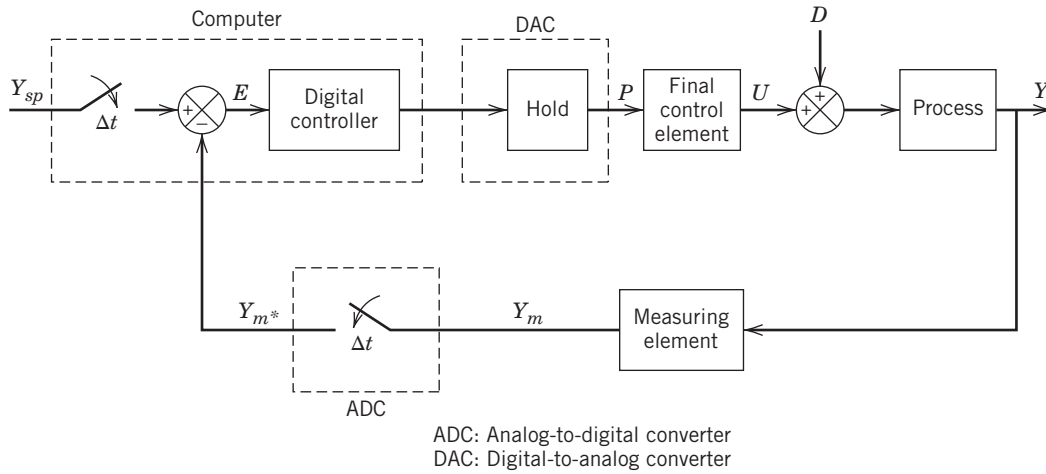 Computer
DAC
D
Y_sp
Δt
+
−
E
Digital
controller
Hold
P
Final
control
element
U
+
+
Process
Y
Y_m*
Δt
Y_m
Measuring
element
ADC
ADC: Analog-to-digital converter
DAC: Digital-to-analog converter